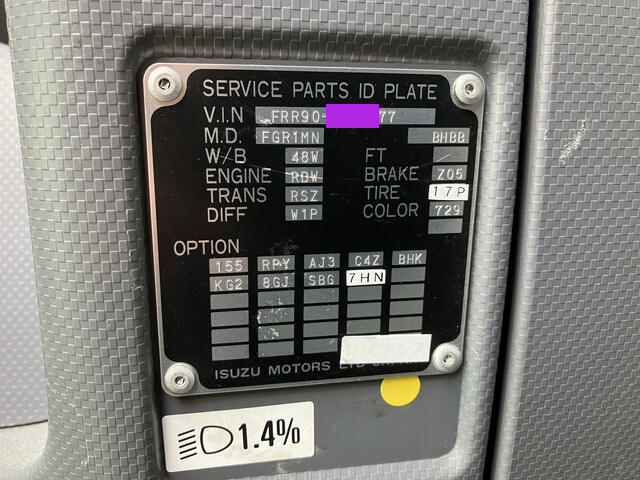 SERVICE PARTS ID PLATE
V.I.N FRR90- 77
M.D. FGR1MN BHBB
W/B 48W FT
ENGINE RBW BRAKE Z05
TRANS RSZ TIRE 17P
DIFF W1P COLOR 729
OPTION
155 RPY AJ3 C4Z BHK
KG2 8GJ SBG 7HN
ISUZU MOTORS LTD
1.4%